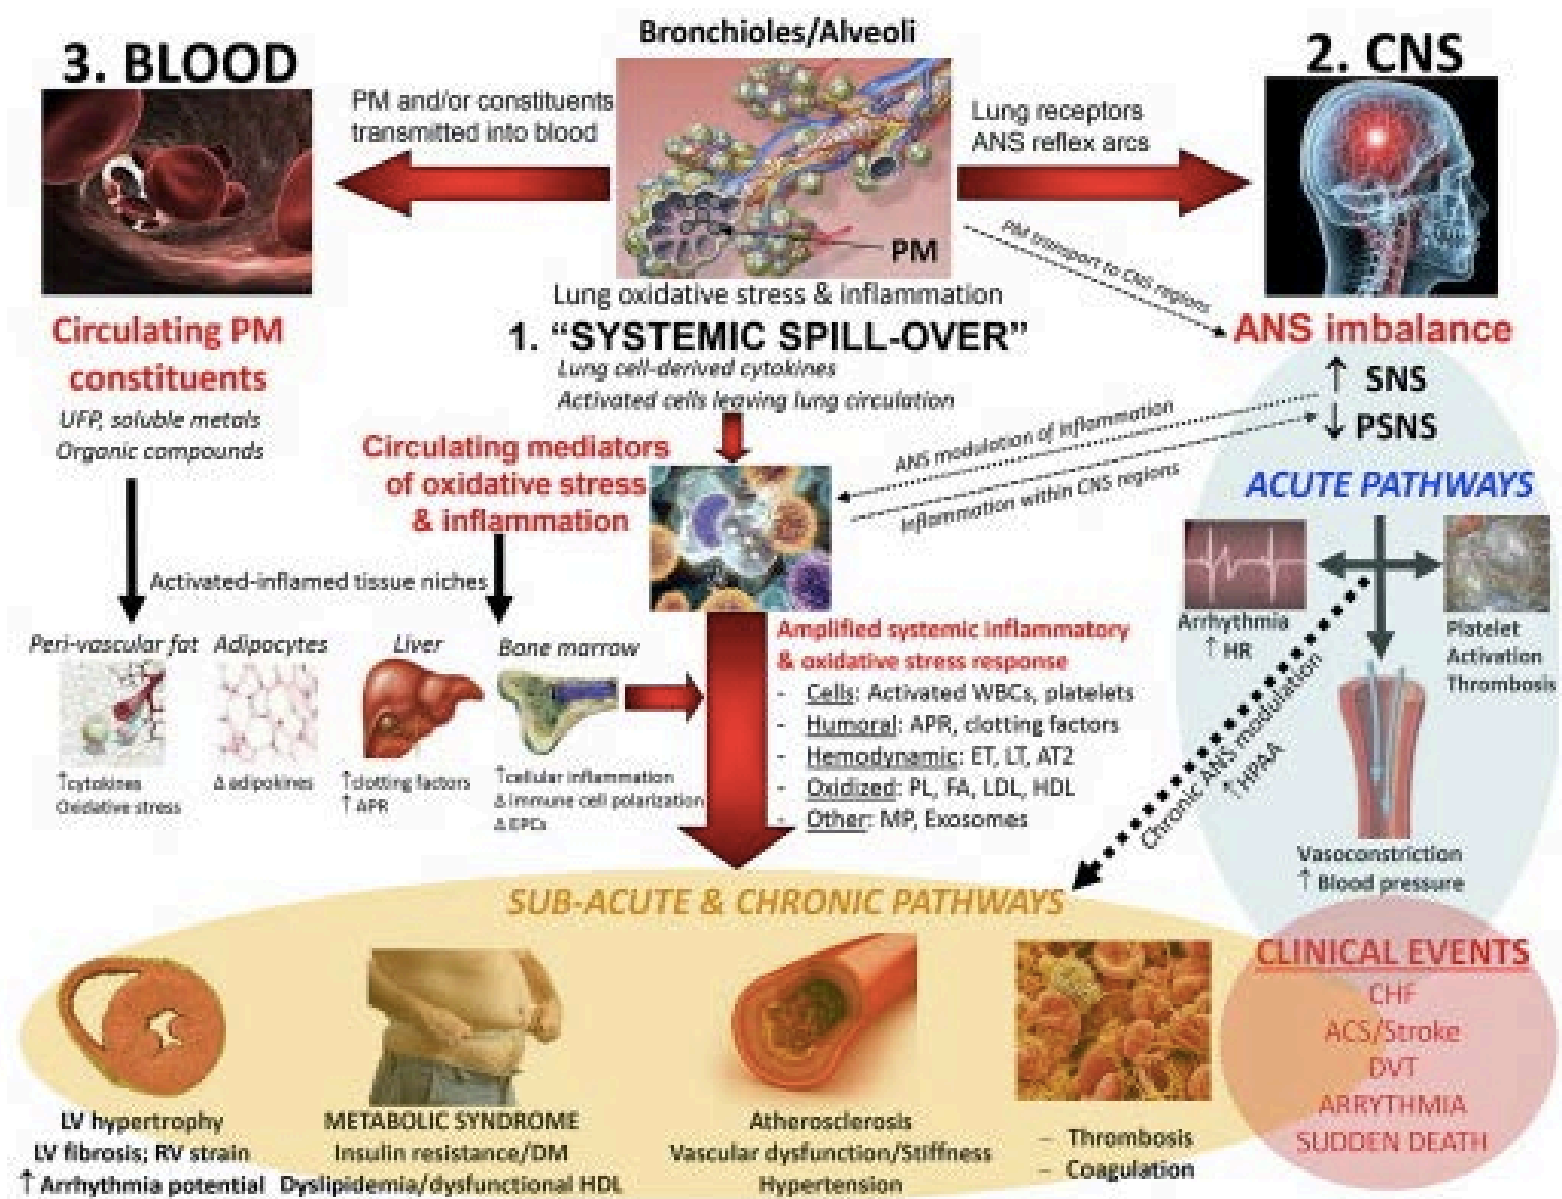 Bronchioles/Alveoli
3. BLOOD
PM and/or constituents
transmitted into blood
Lung receptors
ANS reflex arcs
2. CNS
PM
PM transport to CNS regions
Lung oxidative stress & inflammation
1. “SYSTEMIC SPILL-OVER”
Lung cell-derived cytokines
Activated cells leaving lung circulation
Circulating PM
constituents
UFP, soluble metals
Organic compounds
Circulating mediators
of oxidative stress
& inflammation
ANS modulation of inflammation
Inflammation within CNS regions
ANS imbalance
↑ SNS
↓ PSNS
ACUTE PATHWAYS
Arrhythmia
↑ HR
Platelet
Activation
Thrombosis
Vasoconstriction
↑ Blood pressure
Chronic ANS modulation
↑ HPAA
Activated-inflamed tissue niches
Peri-vascular fat
↑cytokines
Oxidative stress
Adipocytes
Δ adipokines
Liver
↑clotting factors
↑ APR
Bone marrow
↑cellular inflammation
Δ immune cell polarization
Δ EPCs
Amplified systemic inflammatory
& oxidative stress response
- Cells: Activated WBCs, platelets
- Humoral: APR, clotting factors
- Hemodynamic: ET, LT, AT2
- Oxidized: PL, FA, LDL, HDL
- Other: MP, Exosomes
SUB-ACUTE & CHRONIC PATHWAYS
LV hypertrophy
LV fibrosis; RV strain
↑ Arrhythmia potential
METABOLIC SYNDROME
Insulin resistance/DM
Dyslipidemia/dysfunctional HDL
Atherosclerosis
Vascular dysfunction/Stiffness
Hypertension
– Thrombosis
– Coagulation
CLINICAL EVENTS
CHF
ACS/Stroke
DVT
ARRYTHMIA
SUDDEN DEATH